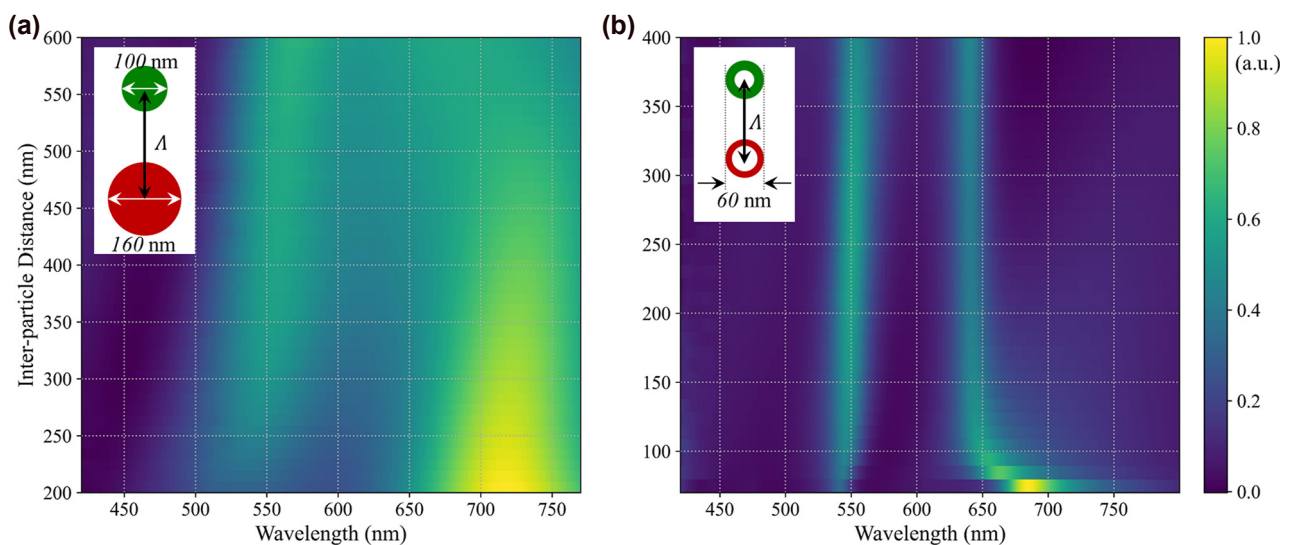 (a)
600
550
500
450
400
350
300
250
200
Inter-particle Distance (nm)
100 nm
Λ
160 nm
450 500 550 600 650 700 750
Wavelength (nm)
(b)
400
350
300
250
200
150
100
Λ
60 nm
450 500 550 600 650 700 750
Wavelength (nm)
1.0
(a.u.)
0.8
0.6
0.4
0.2
0.0